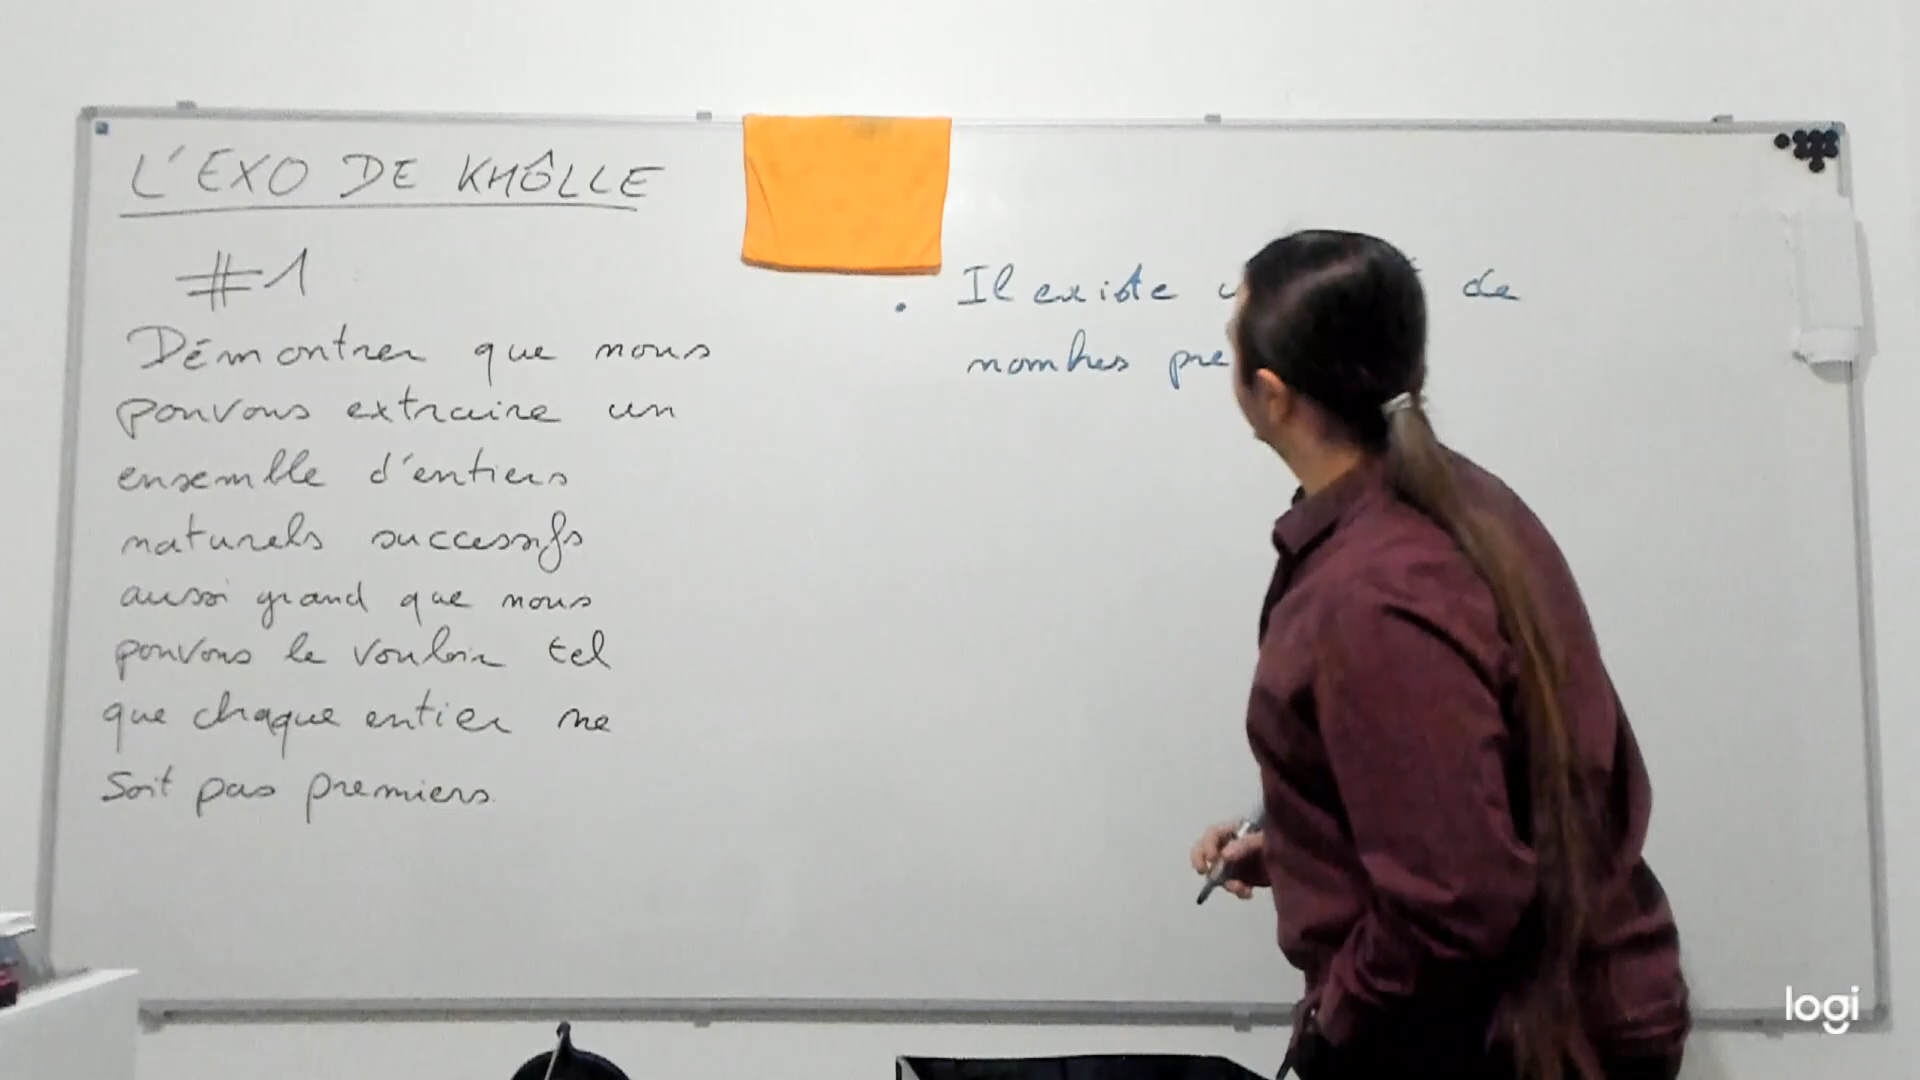 L'EXO DE KHÔLLE
#1
Démontrer que nous
pouvons extraire un
ensemble d'entiers
naturels successifs
aussi grand que nous
pouvons le vouloir tel
que chaque entier ne
soit pas premiers.
. Il existe de
nombres pre
logi